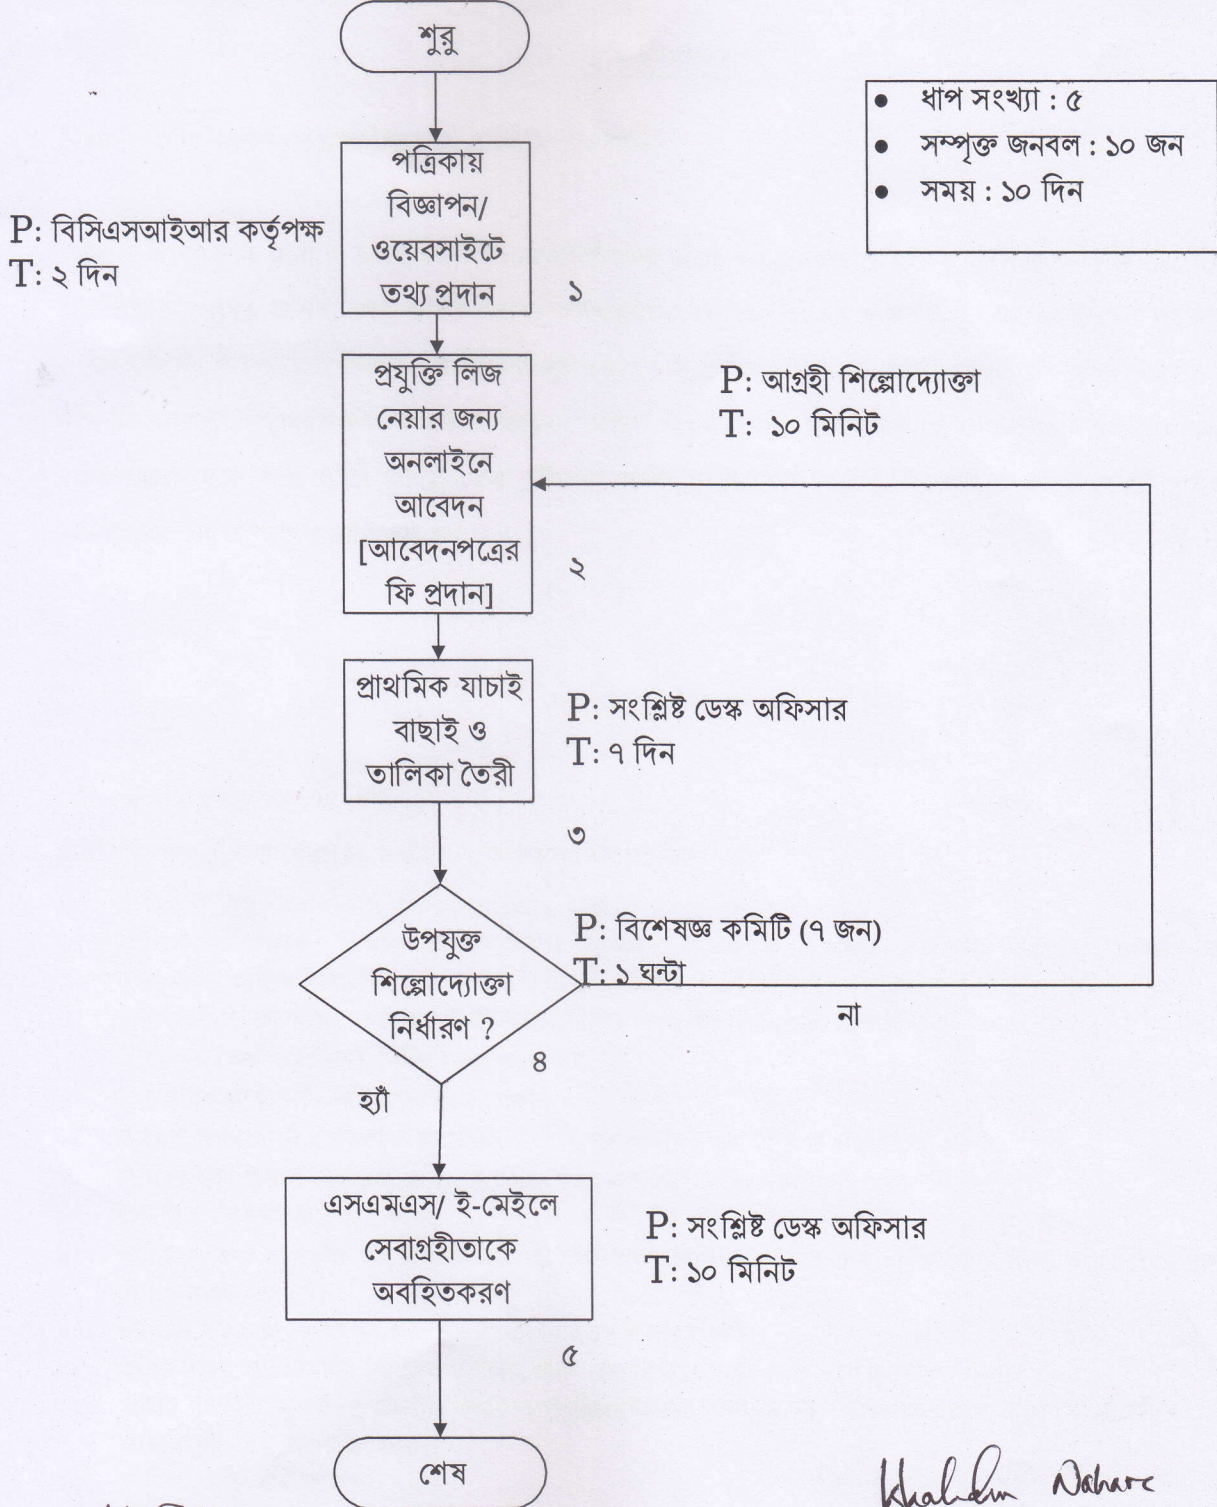 শুরু
• ধাপ সংখ্যা : ৫
• সম্পৃক্ত জনবল : ১০ জন
• সময় : ১০ দিন
পত্রিকায়
বিজ্ঞাপন/
ওয়েবসাইটে
তথ্য প্রদান
P: বিসিএসআইআর কর্তৃপক্ষ
T: ২ দিন
১
প্রযুক্তি লিজ
নেয়ার জন্য
অনলাইনে
আবেদন
[আবেদনপত্রের
ফি প্রদান]
P: আগ্রহী শিল্পোদ্যোক্তা
T: ১০ মিনিট
২
প্রাথমিক যাচাই
বাছাই ও
তালিকা তৈরী
P: সংশ্লিষ্ট ডেস্ক অফিসার
T: ৭ দিন
৩
উপযুক্ত
শিল্পোদ্যোক্তা
নির্ধারণ ?
P: বিশেষজ্ঞ কমিটি (৭ জন)
T: ১ ঘন্টা
না
৪
হ্যাঁ
এসএমএস/ ই-মেইলে
সেবাগ্রহীতাকে
অবহিতকরণ
P: সংশ্লিষ্ট ডেস্ক অফিসার
T: ১০ মিনিট
৫
শেষ